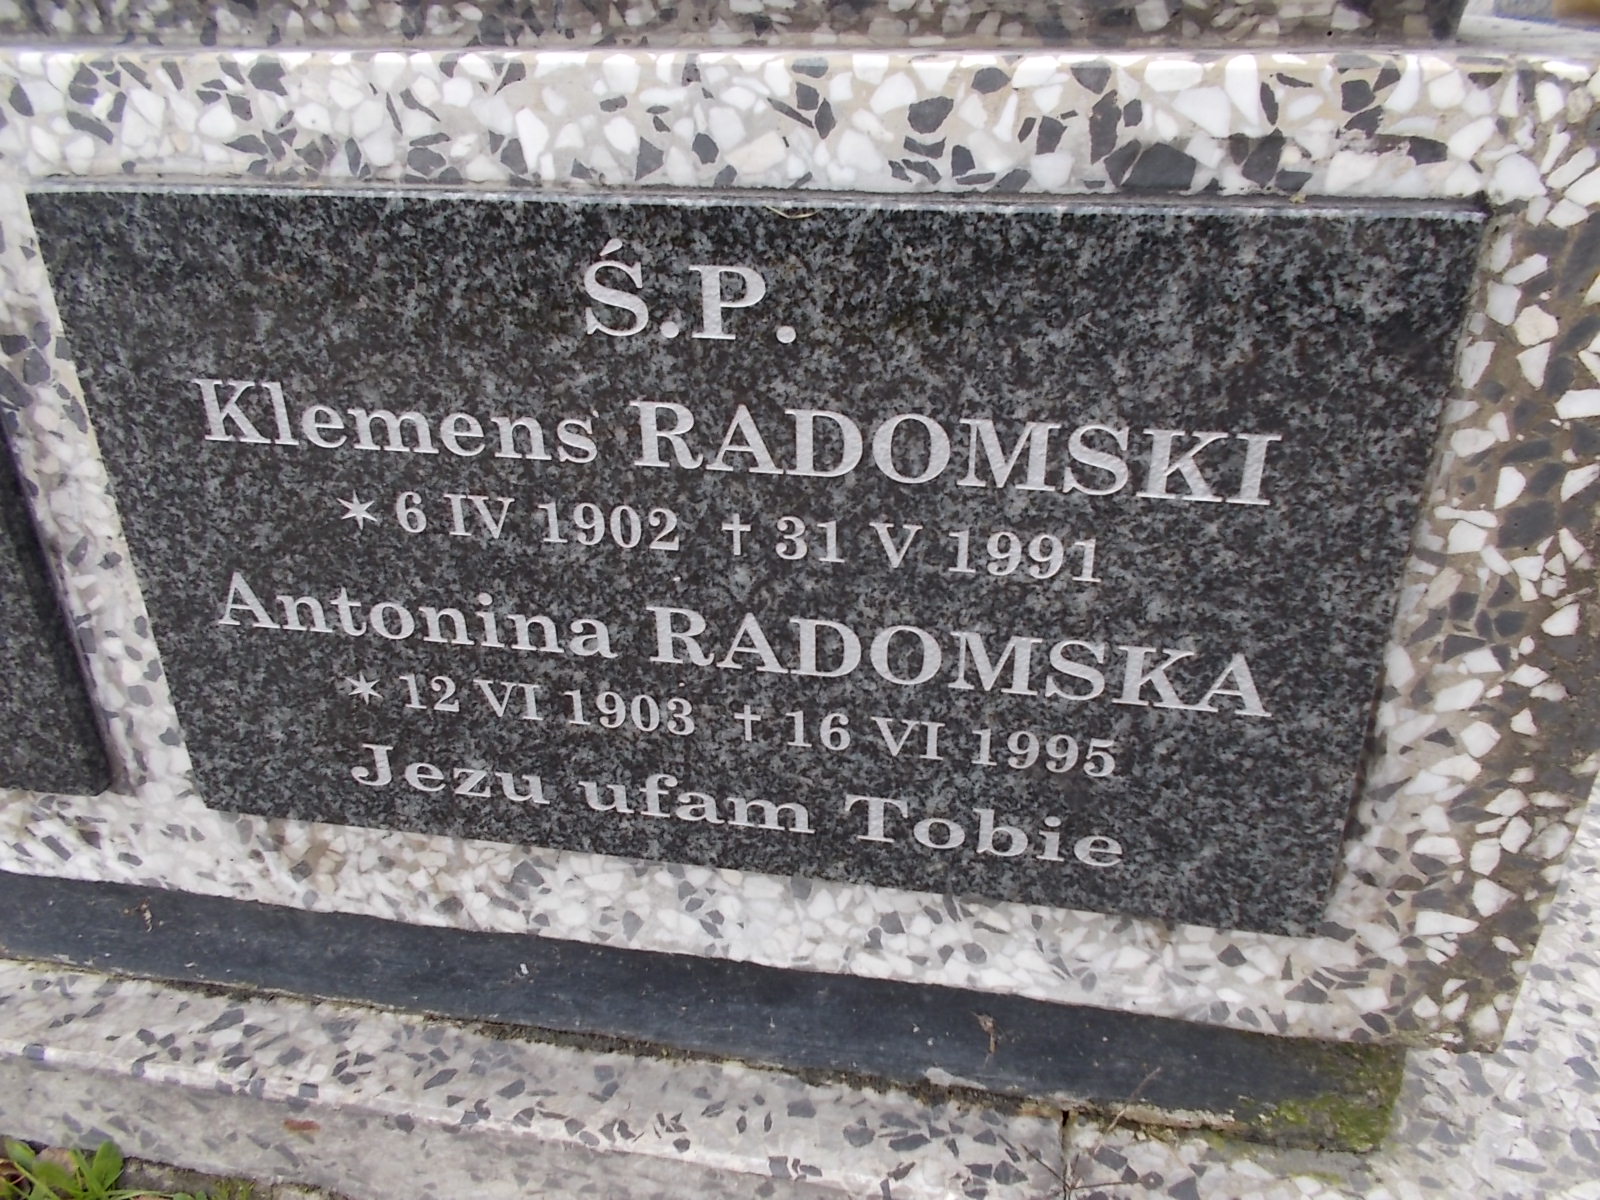 Ś.P.
Klemens RADOMSKI
✶ 6 IV 1902 † 31 V 1991
Antonina RADOMSKA
✶ 12 VI 1903 † 16 VI 1995
Jezu ufam Tobie